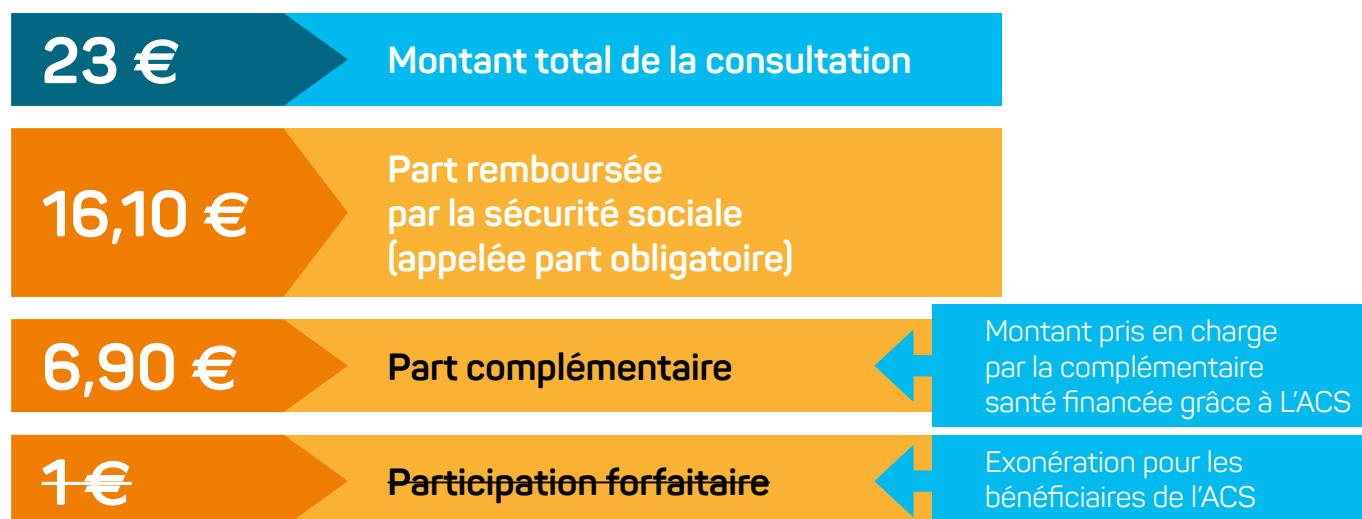 23 €
Montant total de la consultation
16,10 €
Part remboursée
par la sécurité sociale
(appelée part obligatoire)
6,90 €
Part complémentaire
Montant pris en charge
par la complémentaire
santé financée grâce à L'ACS
1 €
Participation forfaitaire
Exonération pour les
bénéficiaires de l'ACS